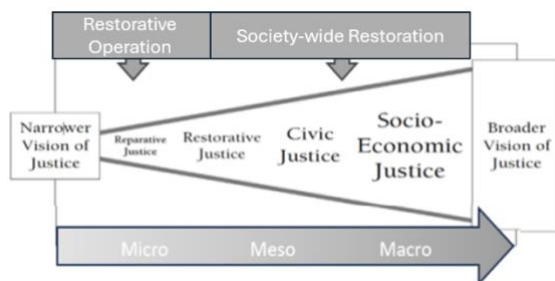 Restorative
Operation
Society-wide Restoration
Narrower
Vision of
Justice
Reparative
Justice
Restorative
Justice
Civic
Justice
Socio-
Economic
Justice
Broader
Vision of
Justice
Micro
Meso
Macro